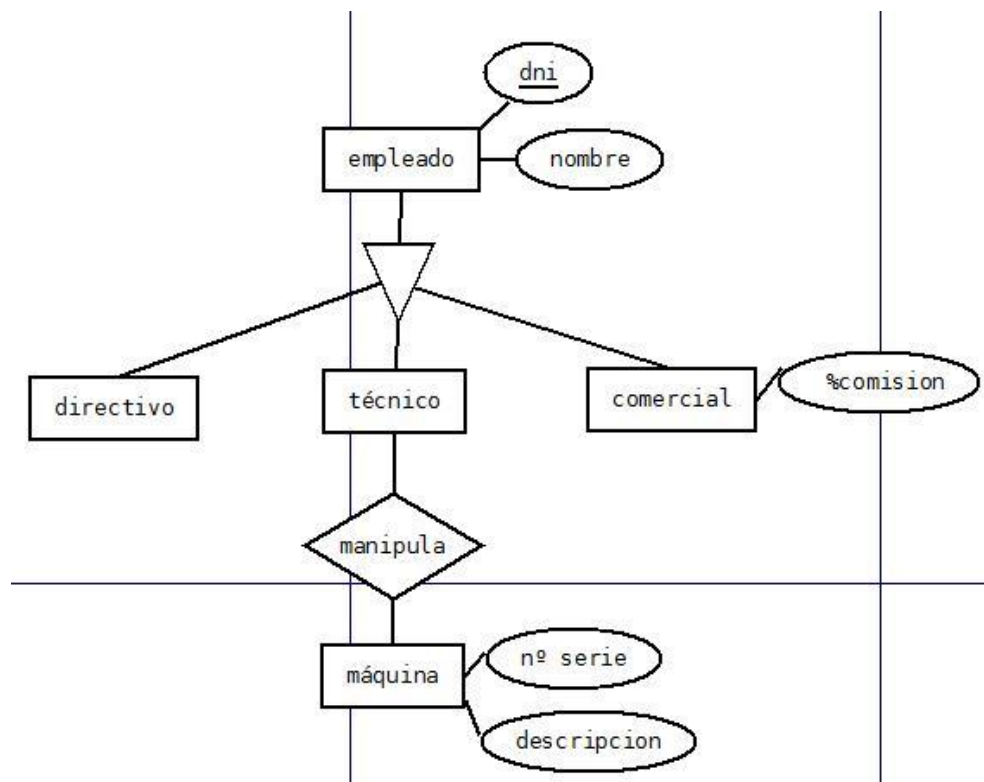 dni
empleado
nombre
directivo
técnico
comercial
%comision
manipula
máquina
nº serie
descripcion